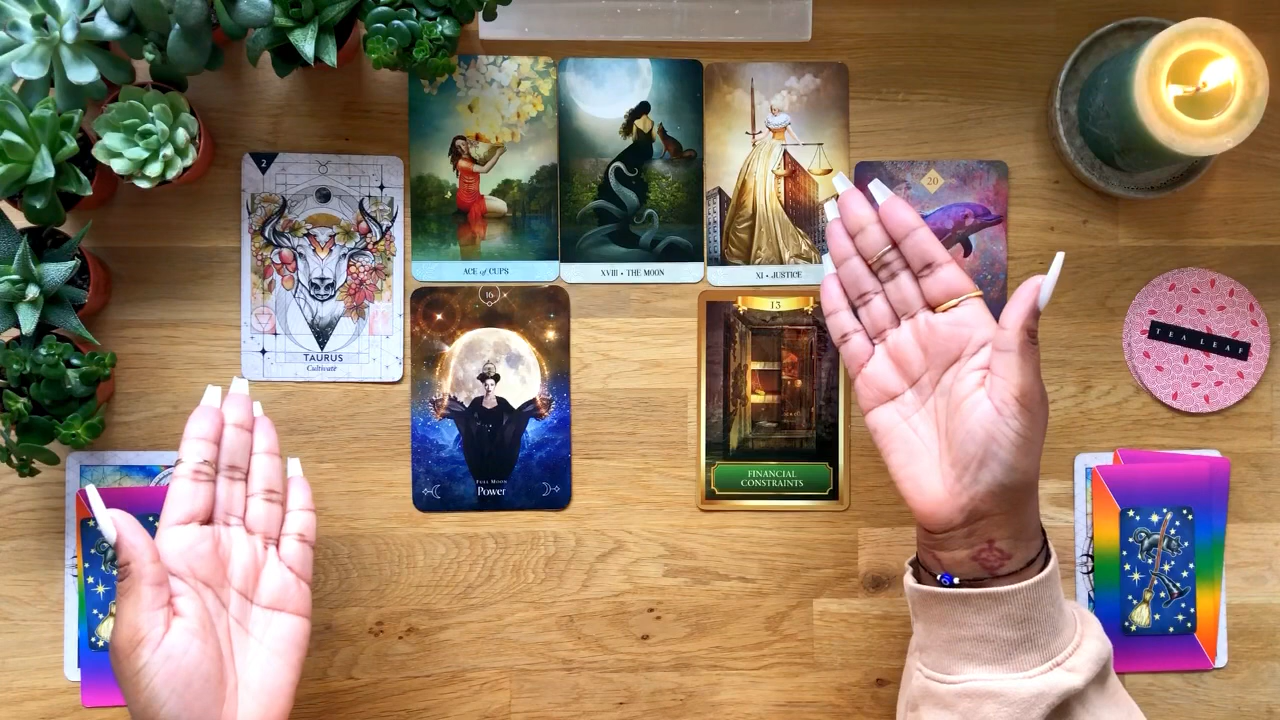 2
TAURUS
Cultivate
ACE of CUPS
XVIII • THE MOON
XI • JUSTICE
20
16
FULL MOON
Power
13
FINANCIAL
CONSTRAINTS
TEA LEAF